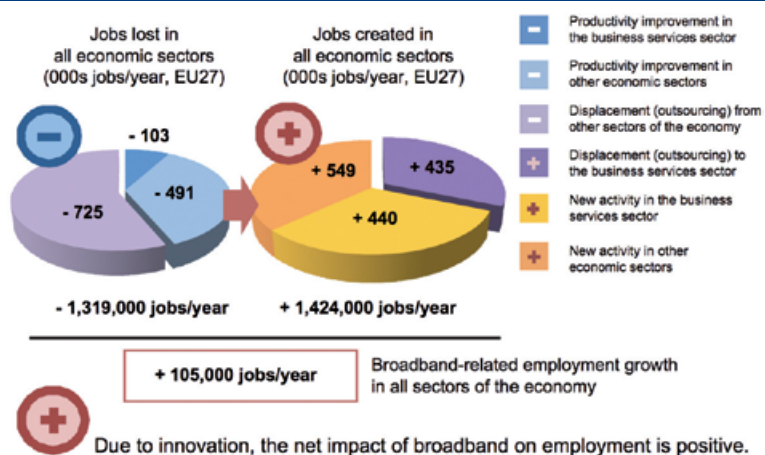 Jobs lost in
all economic sectors
(000s jobs/year, EU27)
Jobs created in
all economic sectors
(000s jobs/year, EU27)
- 103
- 491
- 725
+ 549
+ 435
+ 440
- 1,319,000 jobs/year
+ 1,424,000 jobs/year
Productivity improvement in
the business services sector
Productivity improvement in
other economic sectors
Displacement (outsourcing) from
other sectors of the economy
Displacement (outsourcing) to
the business services sector
New activity in the business
services sector
New activity in other
economic sectors
+ 105,000 jobs/year
Broadband-related employment growth
in all sectors of the economy
Due to innovation, the net impact of broadband on employment is positive.